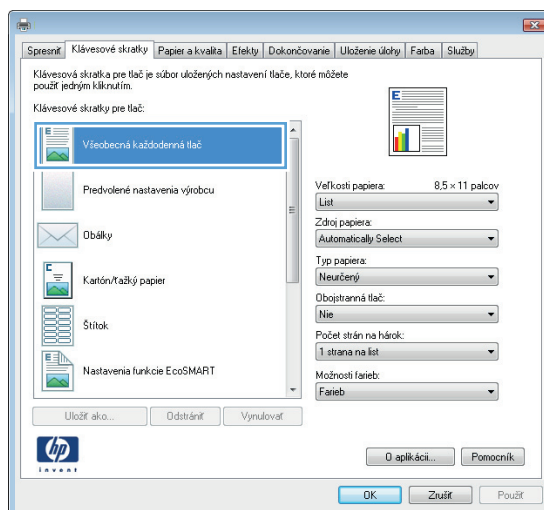 Spresniť Klávesové skratky Papier a kvalita Efekty Dokončovanie Uloženie úlohy Farba Služby
Klávesová skratka pre tlač je súbor uložených nastavení tlače, ktoré môžete
použiť jedným kliknutím.
Klávesové skratky pre tlač:
Všeobecná každodenná tlač
Predvolené nastavenia výrobcu
Obálky
Kartón/ťažký papier
Štítok
Nastavenia funkcie EcoSMART
Uložiť ako... Odstrániť Vynulovať
Veľkosti papiera: 8,5 × 11 palcov
List
Zdroj papiera:
Automatically Select
Typ papiera:
Neurčený
Obojstranná tlač:
Nie
Počet strán na hárok:
1 strana na list
Možnosti farieb:
Farieb
hp
invent
O aplikácii... Pomocník
OK Zrušiť Použiť